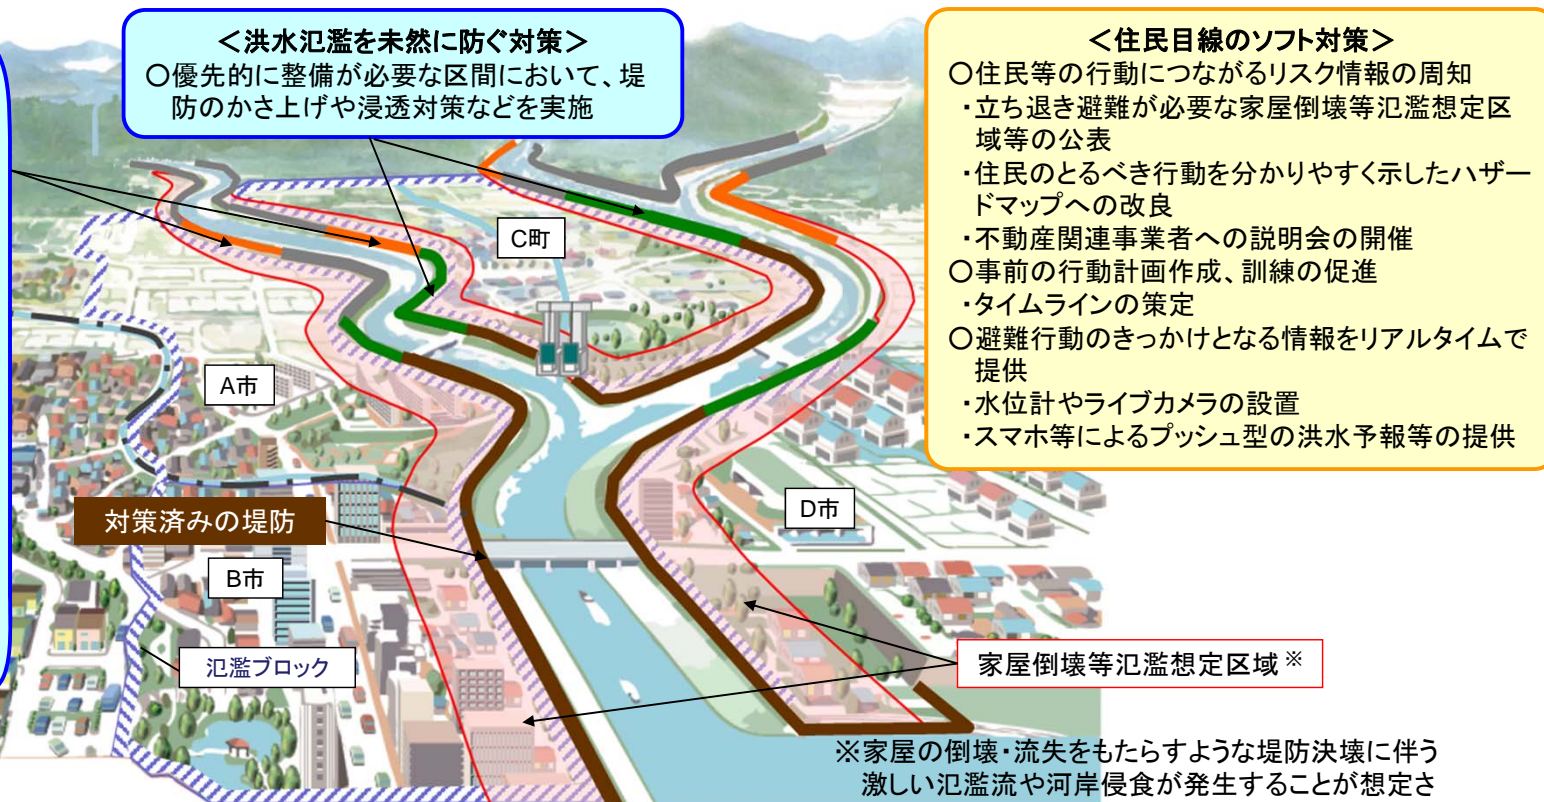 ＜洪水氾濫を未然に防ぐ対策＞
○優先的に整備が必要な区間において、堤
防のかさ上げや浸透対策などを実施
＜住民目線のソフト対策＞
○住民等の行動につながるリスク情報の周知
・立ち退き避難が必要な家屋倒壊等氾濫想定区
域等の公表
・住民のとるべき行動を分かりやすく示したハザー
ドマップへの改良
・不動産関連事業者への説明会の開催
○事前の行動計画作成、訓練の促進
・タイムラインの策定
○避難行動のきっかけとなる情報をリアルタイムで
提供
・水位計やライブカメラの設置
・スマホ等によるプッシュ型の洪水予報等の提供
C町
A市
D市
対策済みの堤防
B市
氾濫ブロック
家屋倒壊等氾濫想定区域※
※家屋の倒壊・流失をもたらすような堤防決壊に伴う
激しい氾濫流や河岸侵食が発生することが想定さ